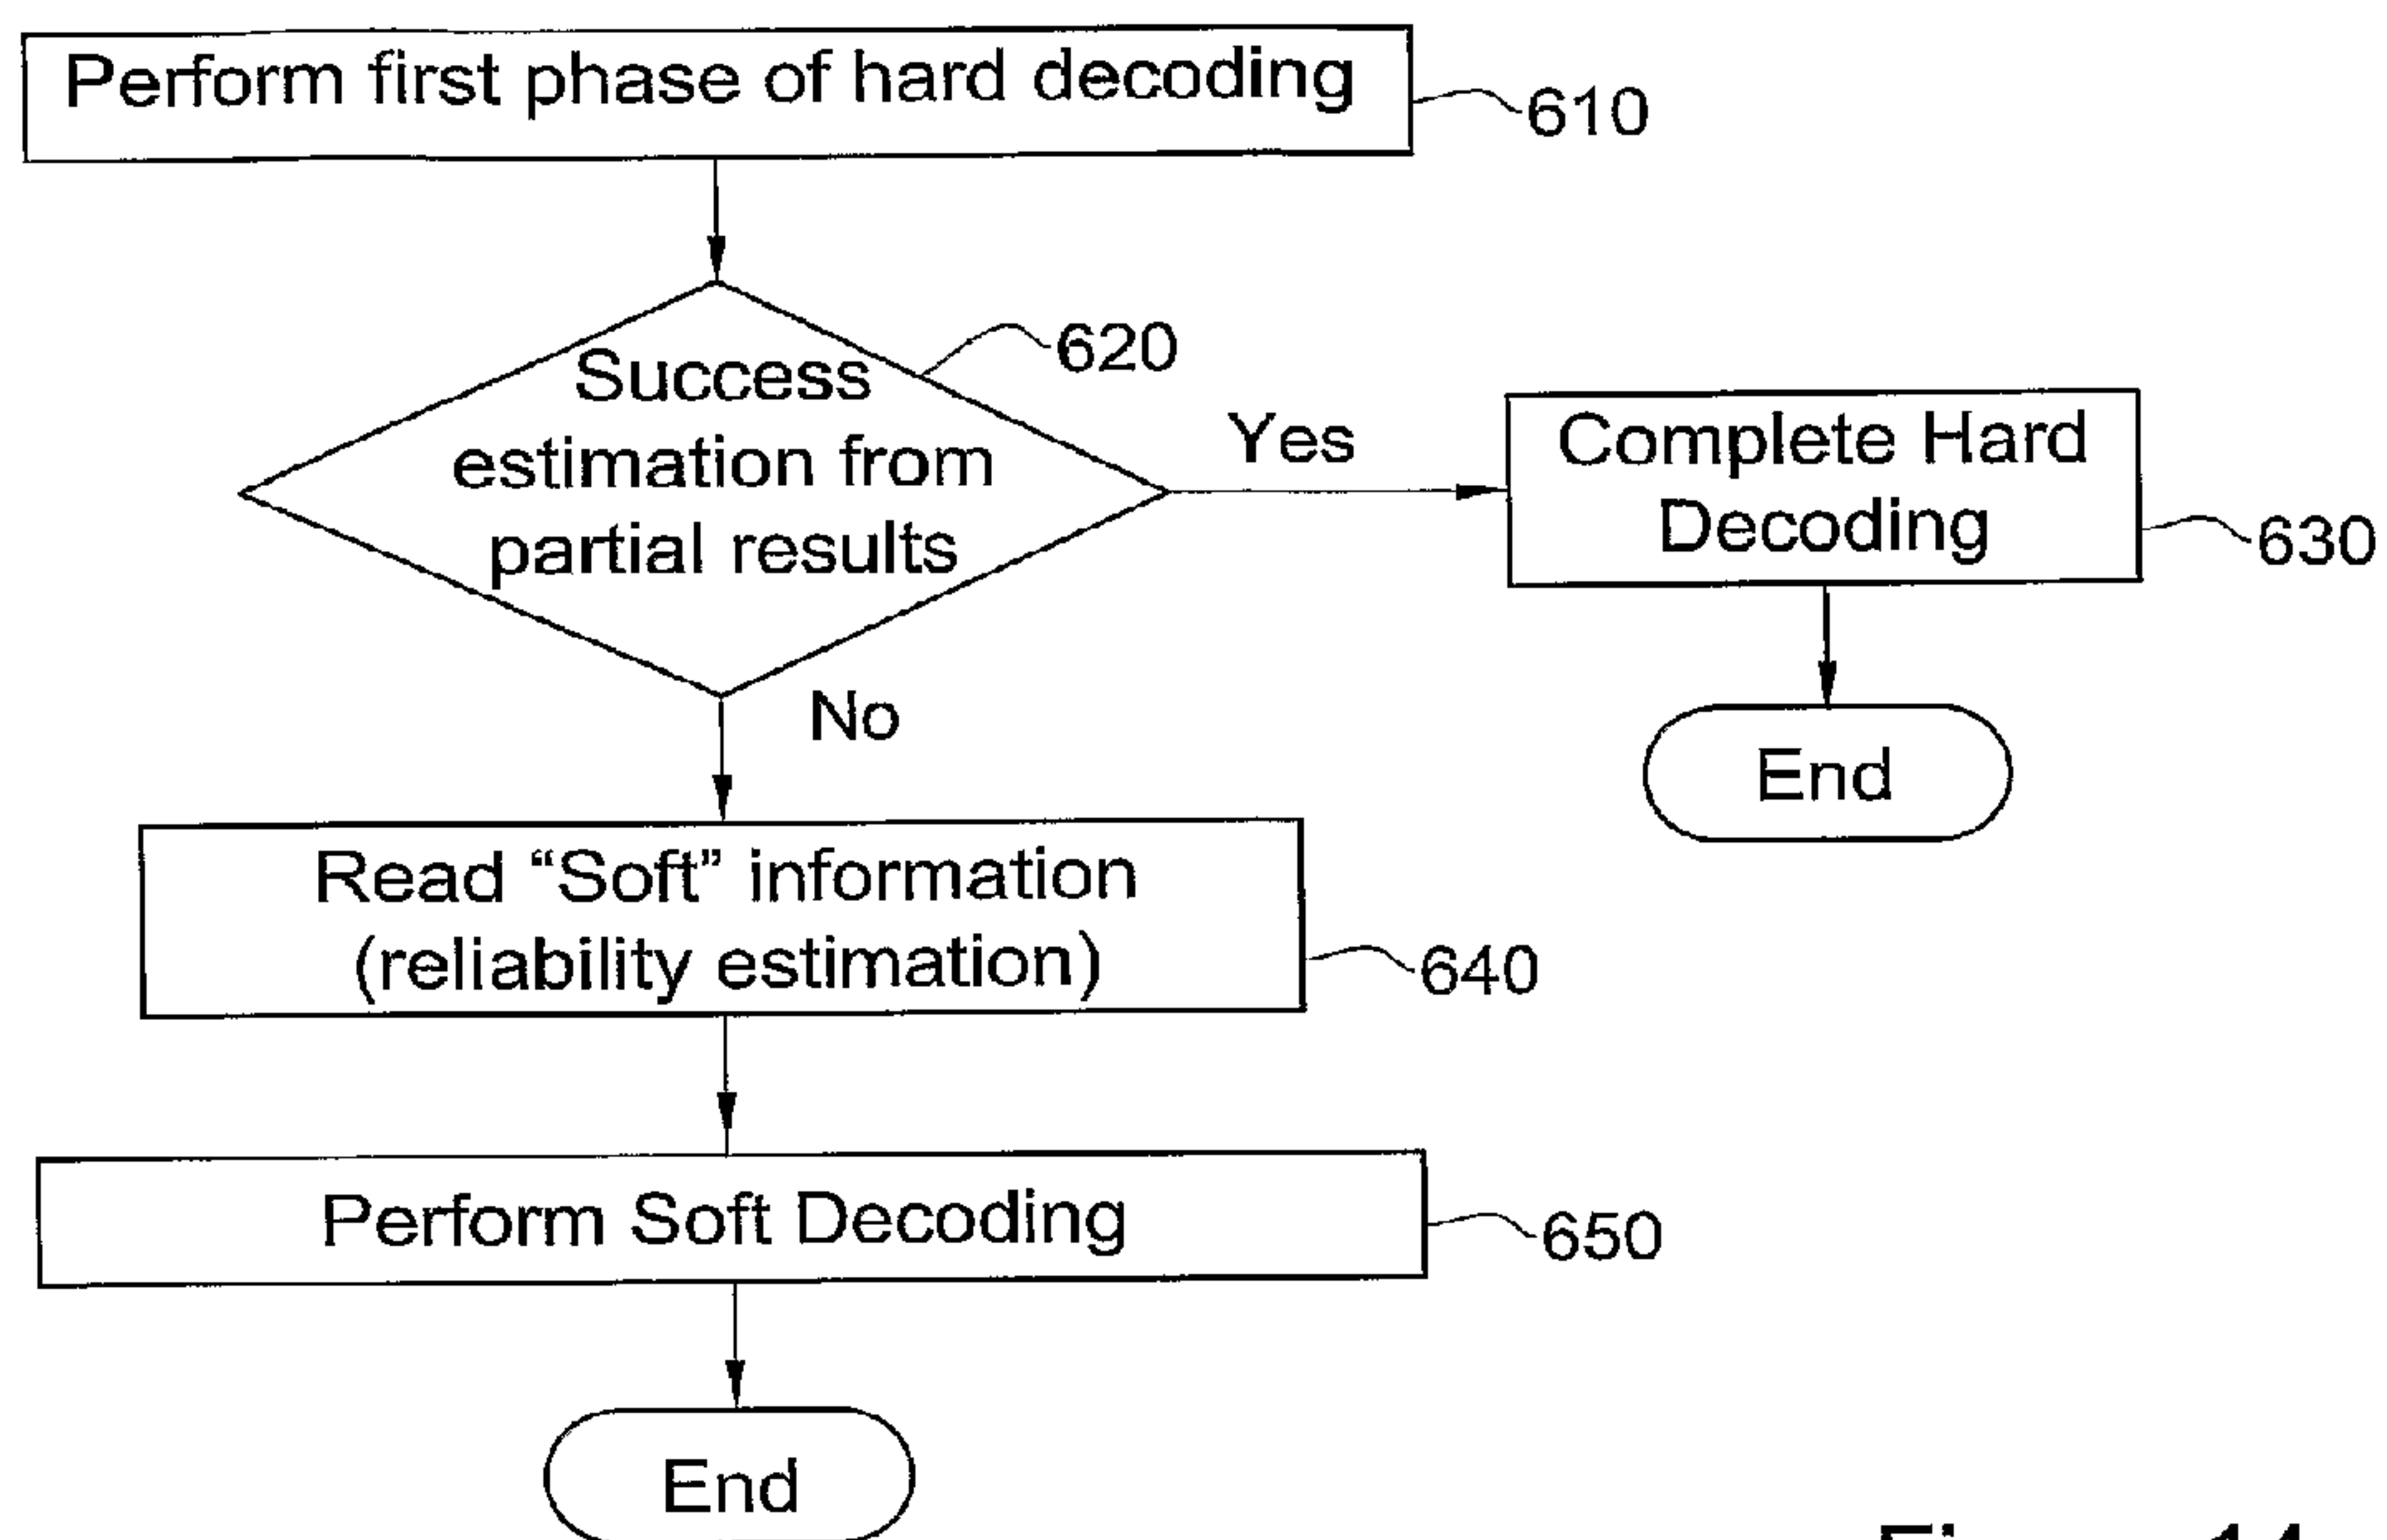 Perform first phase of hard decoding
610
Success
estimation from
partial results
620
Yes
Complete Hard
Decoding
630
End
No
Read “Soft” information
(reliability estimation)
640
Perform Soft Decoding
650
End